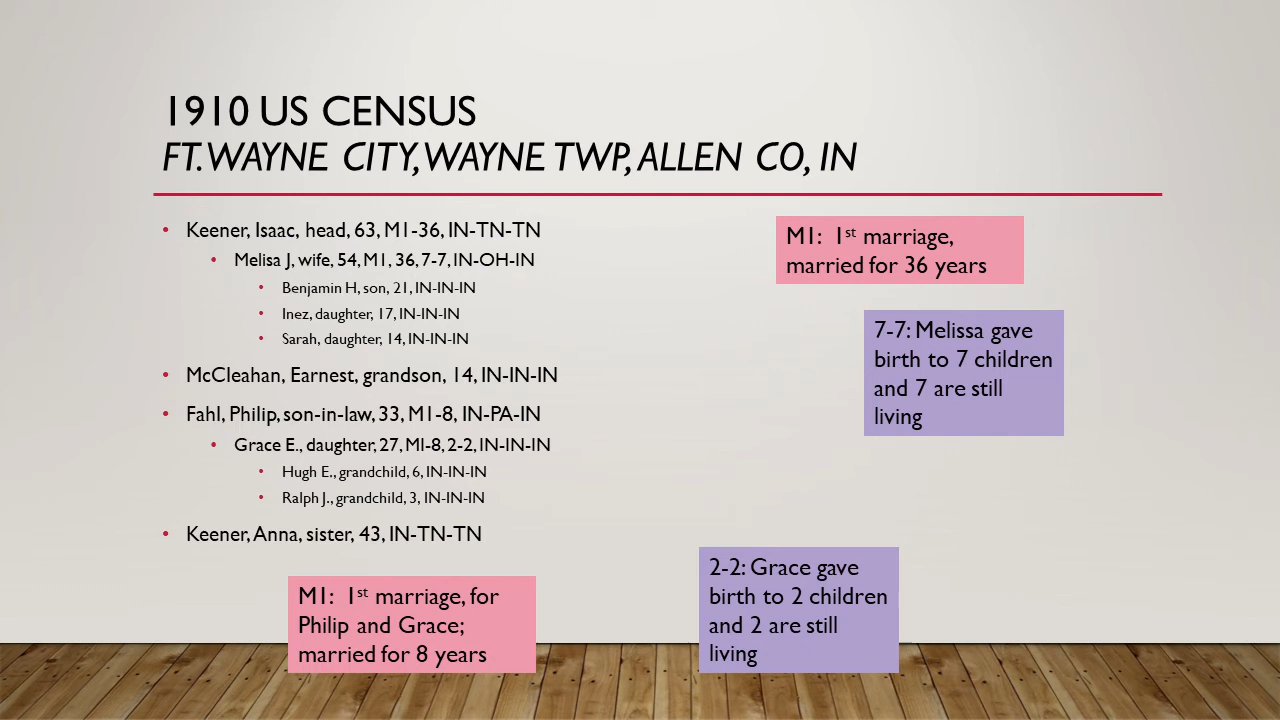 1910 US CENSUS
FT. WAYNE CITY, WAYNE TWP, ALLEN CO, IN
• Keener, Isaac, head, 63, M1-36, IN-TN-TN
• Melisa J, wife, 54, M1, 36, 7-7, IN-OH-IN
• Benjamin H, son, 21, IN-IN-IN
• Inez, daughter, 17, IN-IN-IN
• Sarah, daughter, 14, IN-IN-IN
• McCleahan, Earnest, grandson, 14, IN-IN-IN
• Fahl, Philip, son-in-law, 33, M1-8, IN-PA-IN
• Grace E., daughter, 27, MI-8, 2-2, IN-IN-IN
• Hugh E., grandchild, 6, IN-IN-IN
• Ralph J., grandchild, 3, IN-IN-IN
• Keener, Anna, sister, 43, IN-TN-TN
M1: 1st marriage,
married for 36 years
7-7: Melissa gave
birth to 7 children
and 7 are still
living
M1: 1st marriage, for
Philip and Grace;
married for 8 years
2-2: Grace gave
birth to 2 children
and 2 are still
living